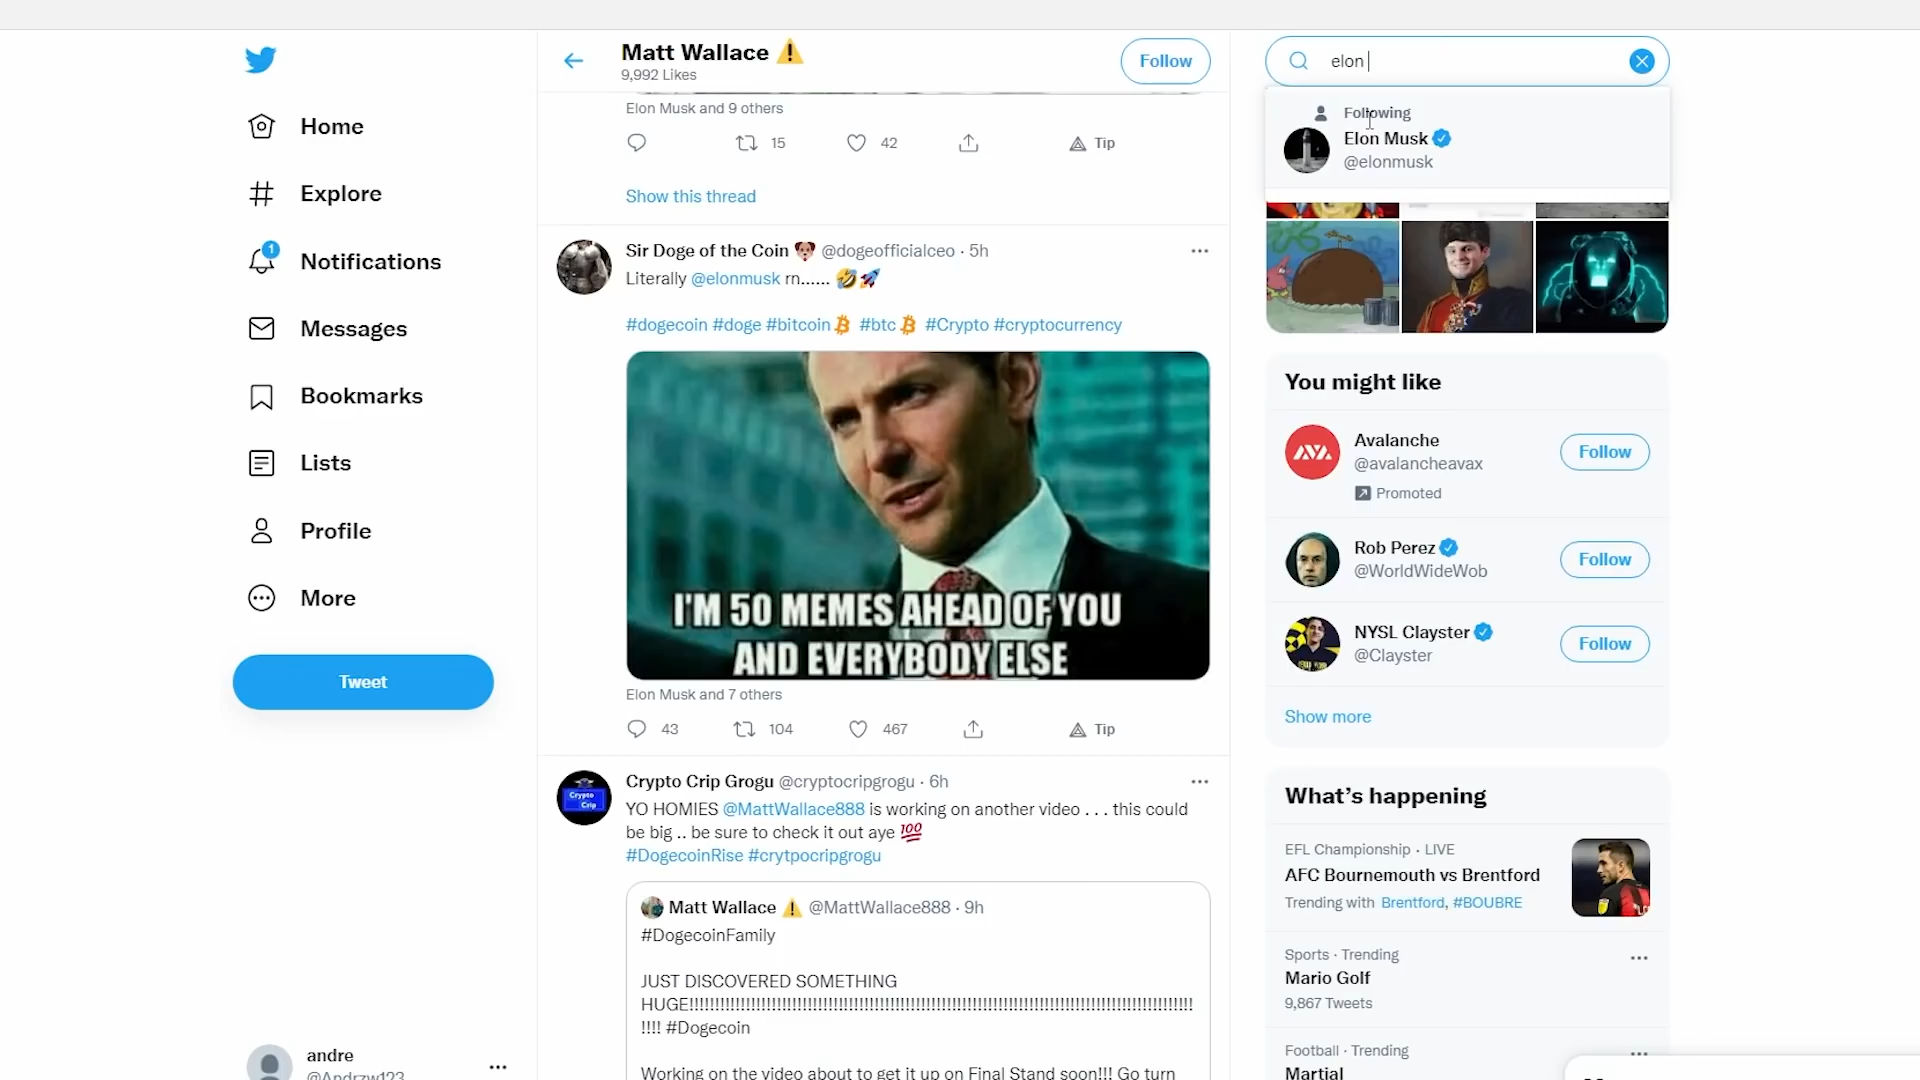 Home
Explore
1
Notifications
Messages
Bookmarks
Lists
Profile
More
Tweet
andre
@Andrzw123
Matt Wallace ⚠️
9,992 Likes
Follow
Elon Musk and 9 others
15
42
Tip
Show this thread
Sir Doge of the Coin 🐶 @dogeofficialceo · 5h
Literally @elonmusk rn...... 🤣🚀
#dogecoin #doge #bitcoin #btc #Crypto #cryptocurrency
I'M 50 MEMES AHEAD OF YOU
AND EVERYBODY ELSE
Elon Musk and 7 others
43
104
467
Tip
Crypto Crip Grogu @cryptocripgrogu · 6h
Crypto
Crip
YO HOMIES @MattWallace888 is working on another video . . . this could
be big .. be sure to check it out aye 💯
#DogecoinRise #crytpocripgrogu
Matt Wallace ⚠️ @MattWallace888 · 9h
#DogecoinFamily
JUST DISCOVERED SOMETHING
HUGE!!!!!!!!!!!!!!!!!!!!!!!!!!!!!!!!!!!!!!!!!!!!!!!!!!!!!!!!!!!!!!!!!!!!!!!!!!!!!!!!!!!!!!!!!!!!!!!!!!
!!!! #Dogecoin
Working on the video about to get it up on Final Stand soon!!! Go turn
elon
Following
Elon Musk
@elonmusk
You might like
Avalanche
@avalancheavax
Promoted
Follow
Rob Perez
@WorldWideWob
Follow
NYSL Clayster
@Clayster
Follow
Show more
What's happening
EFL Championship · LIVE
AFC Bournemouth vs Brentford
Trending with Brentford, #BOUBRE
Sports · Trending
Mario Golf
9,867 Tweets
Football · Trending
Martial